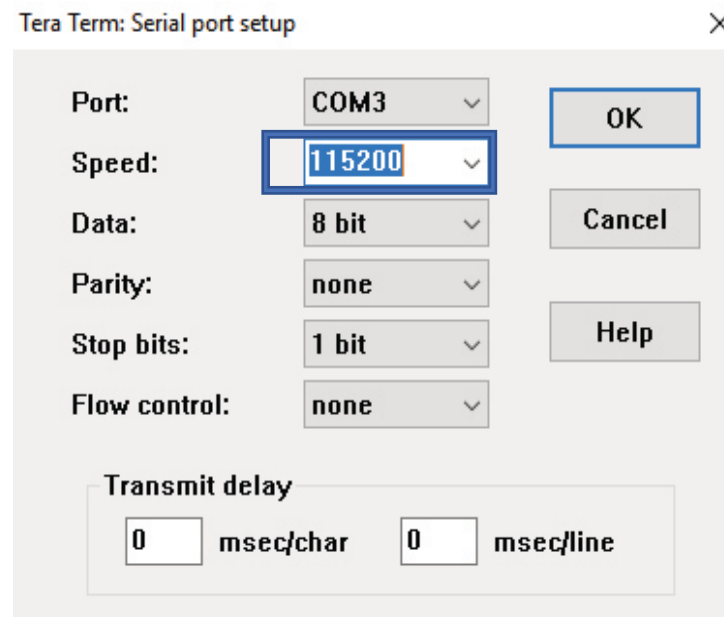 Tera Term: Serial port setup
Port: COM3 OK
Speed: 115200
Data: 8 bit Cancel
Parity: none
Stop bits: 1 bit Help
Flow control: none
Transmit delay
0 msec/char 0 msec/line